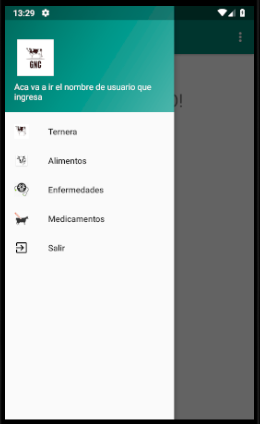 13:29
GNC
Aca va a ir el nombre de usuario que
ingresa
Ternera
Alimentos
Enfermedades
Medicamentos
Salir